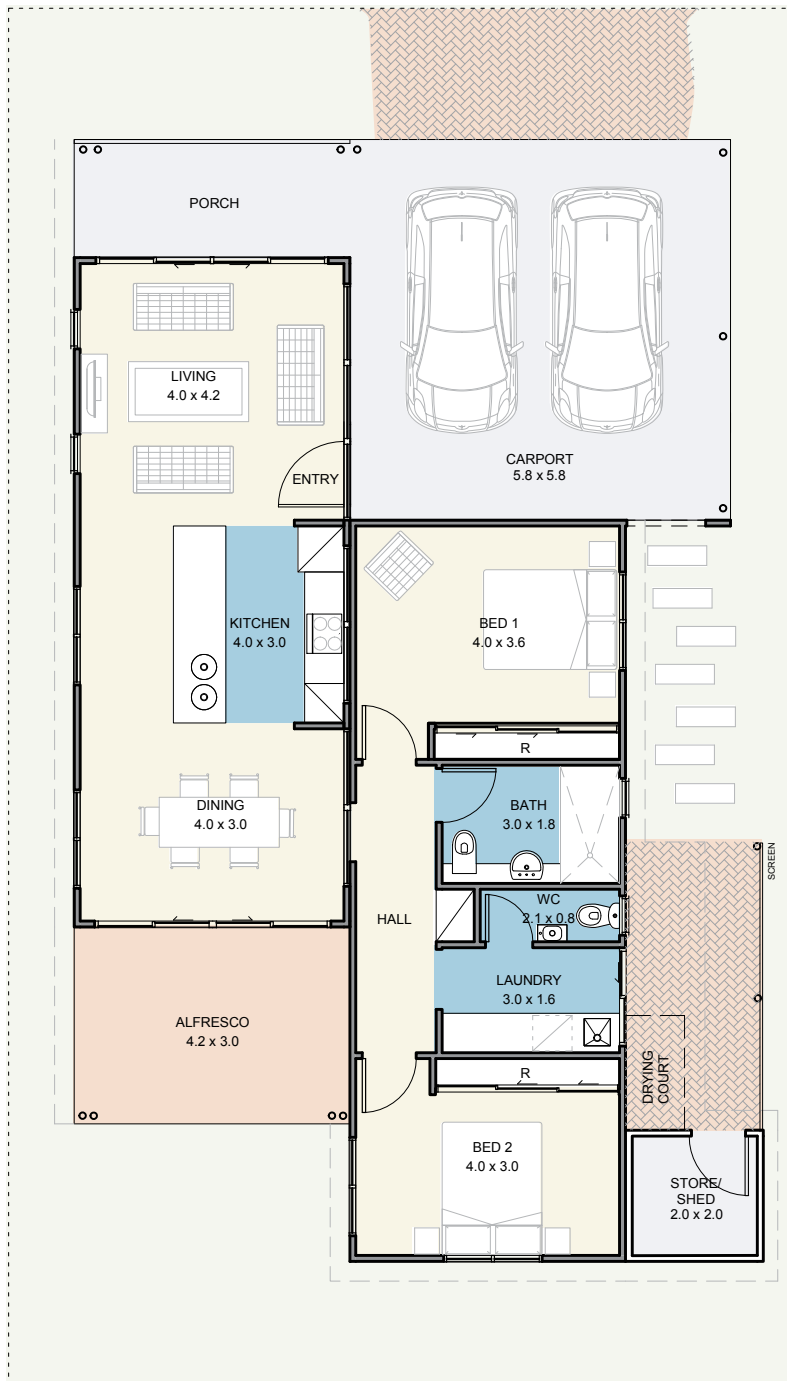 PORCH
LIVING
4.0 x 4.2
ENTRY
CARPORT
5.8 x 5.8
KITCHEN
4.0 x 3.0
BED 1
4.0 x 3.6
R
DINING
4.0 x 3.0
BATH
3.0 x 1.8
SCREEN
WC
2.1 x 0.8
HALL
LAUNDRY
3.0 x 1.6
ALFRESCO
4.2 x 3.0
R
DRYING
COURT
BED 2
4.0 x 3.0
STORE/
SHED
2.0 x 2.0